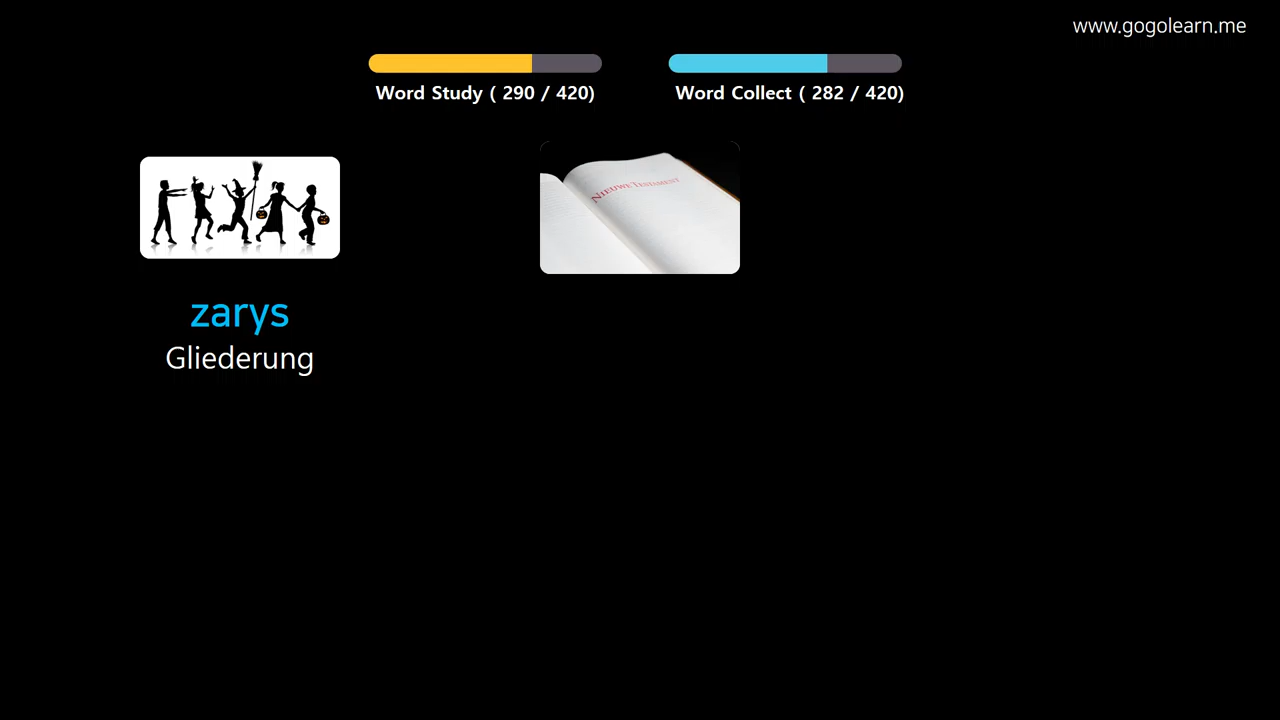 www.gogolearn.me
Word Study ( 290 / 420)
Word Collect ( 282 / 420)
NIEUWE TESTAMENT
zarys
Gliederung